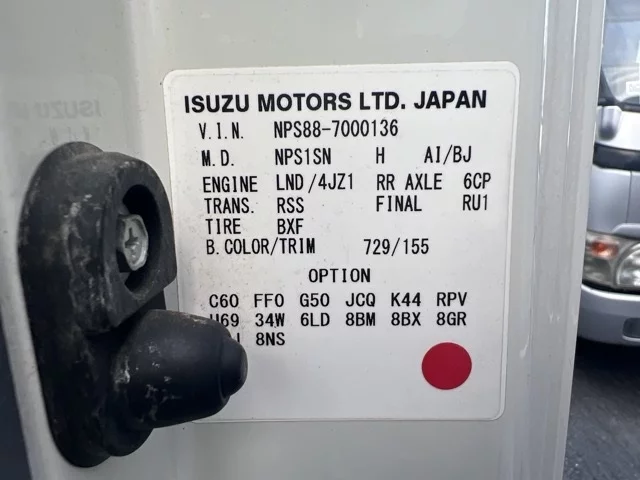 ISUZU MOTORS LTD. JAPAN
V.I.N. NPS88-7000136
M.D. NPS1SN H AI/BJ
ENGINE LND/4JZ1 RR AXLE 6CP
TRANS. RSS FINAL RU1
TIRE BXF
B.COLOR/TRIM 729/155
OPTION
C60 FF0 G50 JCQ K44 RPV
34W 6LD 8BM 8BX 8GR
8NS